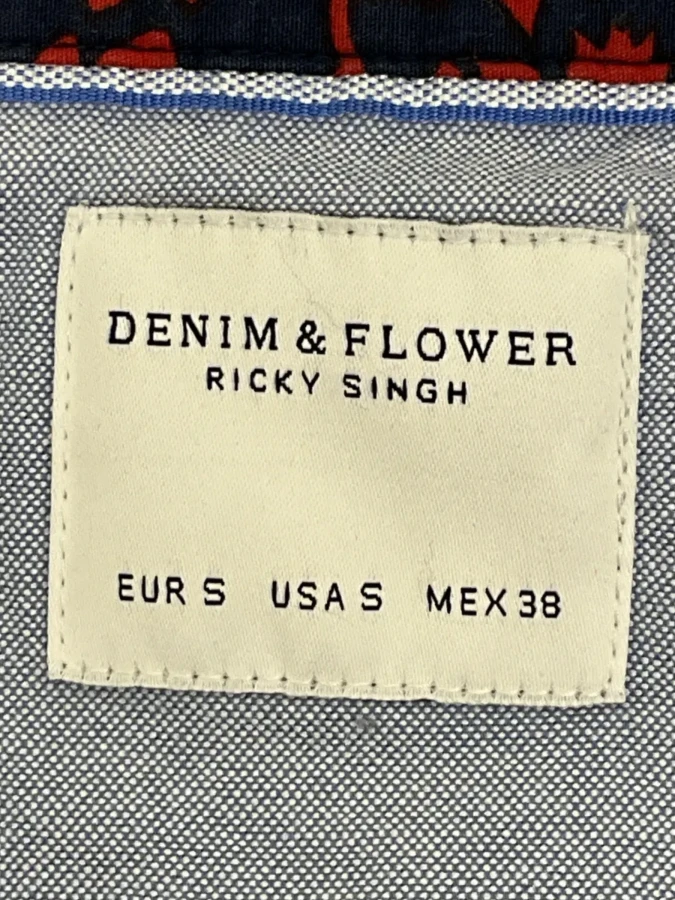 DENIM & FLOWER
RICKY SINGH
EUR S USA S MEX 38